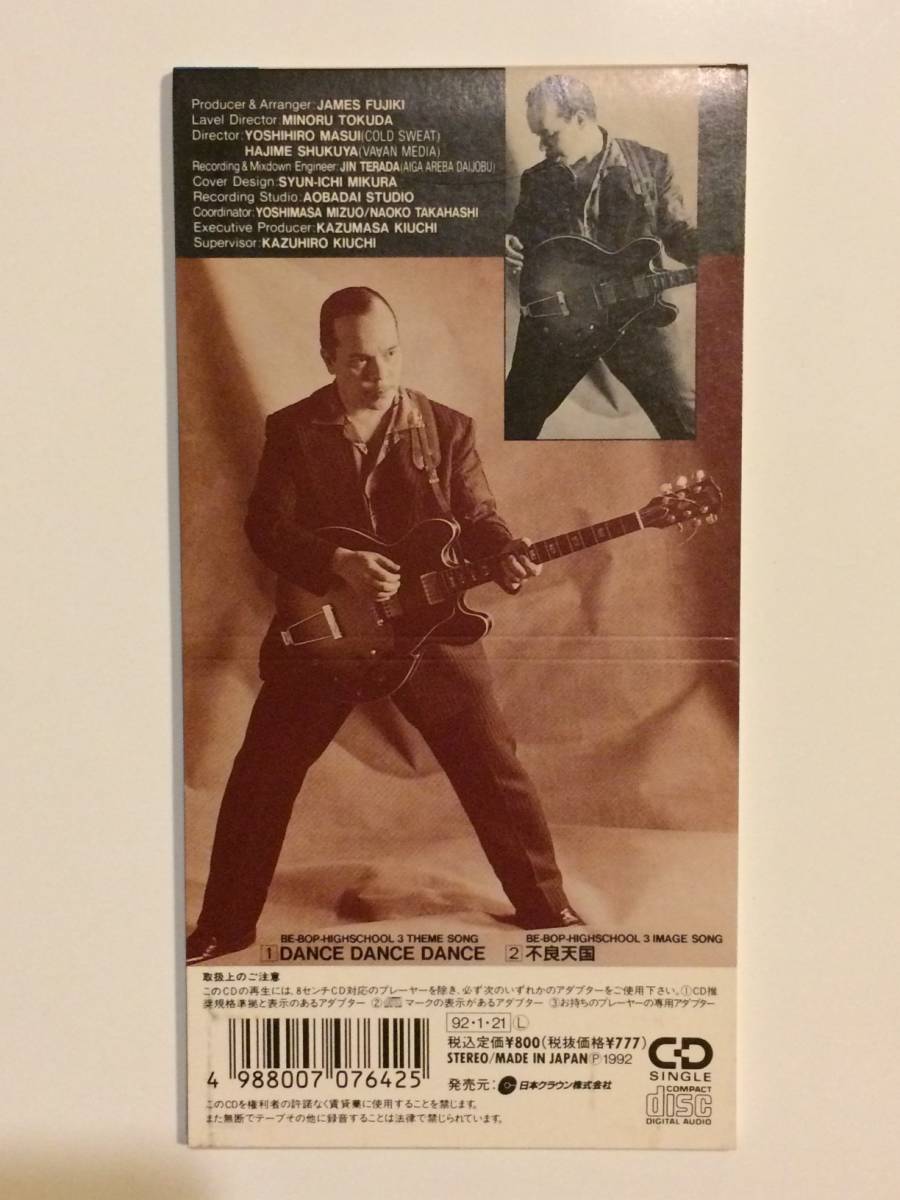 Producer & Arranger:JAMES FUJIKI
Lavel Director:MINORU TOKUDA
Director:YOSHIHIRO MASUI(COLD SWEAT)
HAJIME SHUKUYA(VA∀AN MEDIA)
Recording & Mixdown Engineer:JIN TERADA(AIGA AREBA DAIJOBU)
Cover Design:SYUN-ICHI MIKURA
Recording Studio:AOBADAI STUDIO
Coordinator:YOSHIMASA MIZUO/NAOKO TAKAHASHI
Executive Producer:KAZUMASA KIUCHI
Supervisor:KAZUHIRO KIUCHI
BE-BOP-HIGHSCHOOL 3 THEME SONG
1 DANCE DANCE DANCE
BE-BOP-HIGHSCHOOL 3 IMAGE SONG
2 不良天国
取扱上のご注意
このCDの再生には、8センチCD対応のプレーヤーを除き、必ず次のいずれかのアダプターをご使用下さい。①CD推
奨規格準拠と表示のあるアダプター ②マークの表示があるアダプター ③お持ちのプレーヤーの専用アダプター
92・1・21 Ⓛ
税込定価¥800(税抜価格¥777)
STEREO/MADE IN JAPAN Ⓟ1992
発売元:日本クラウン株式会社
4 988007 076425
CD
SINGLE
COMPACT
disc
DIGITAL AUDIO
このCDを権利者の許諾なく賃貸業に使用することを禁じます。
また無断でテープその他に録音することは法律で禁じられています。